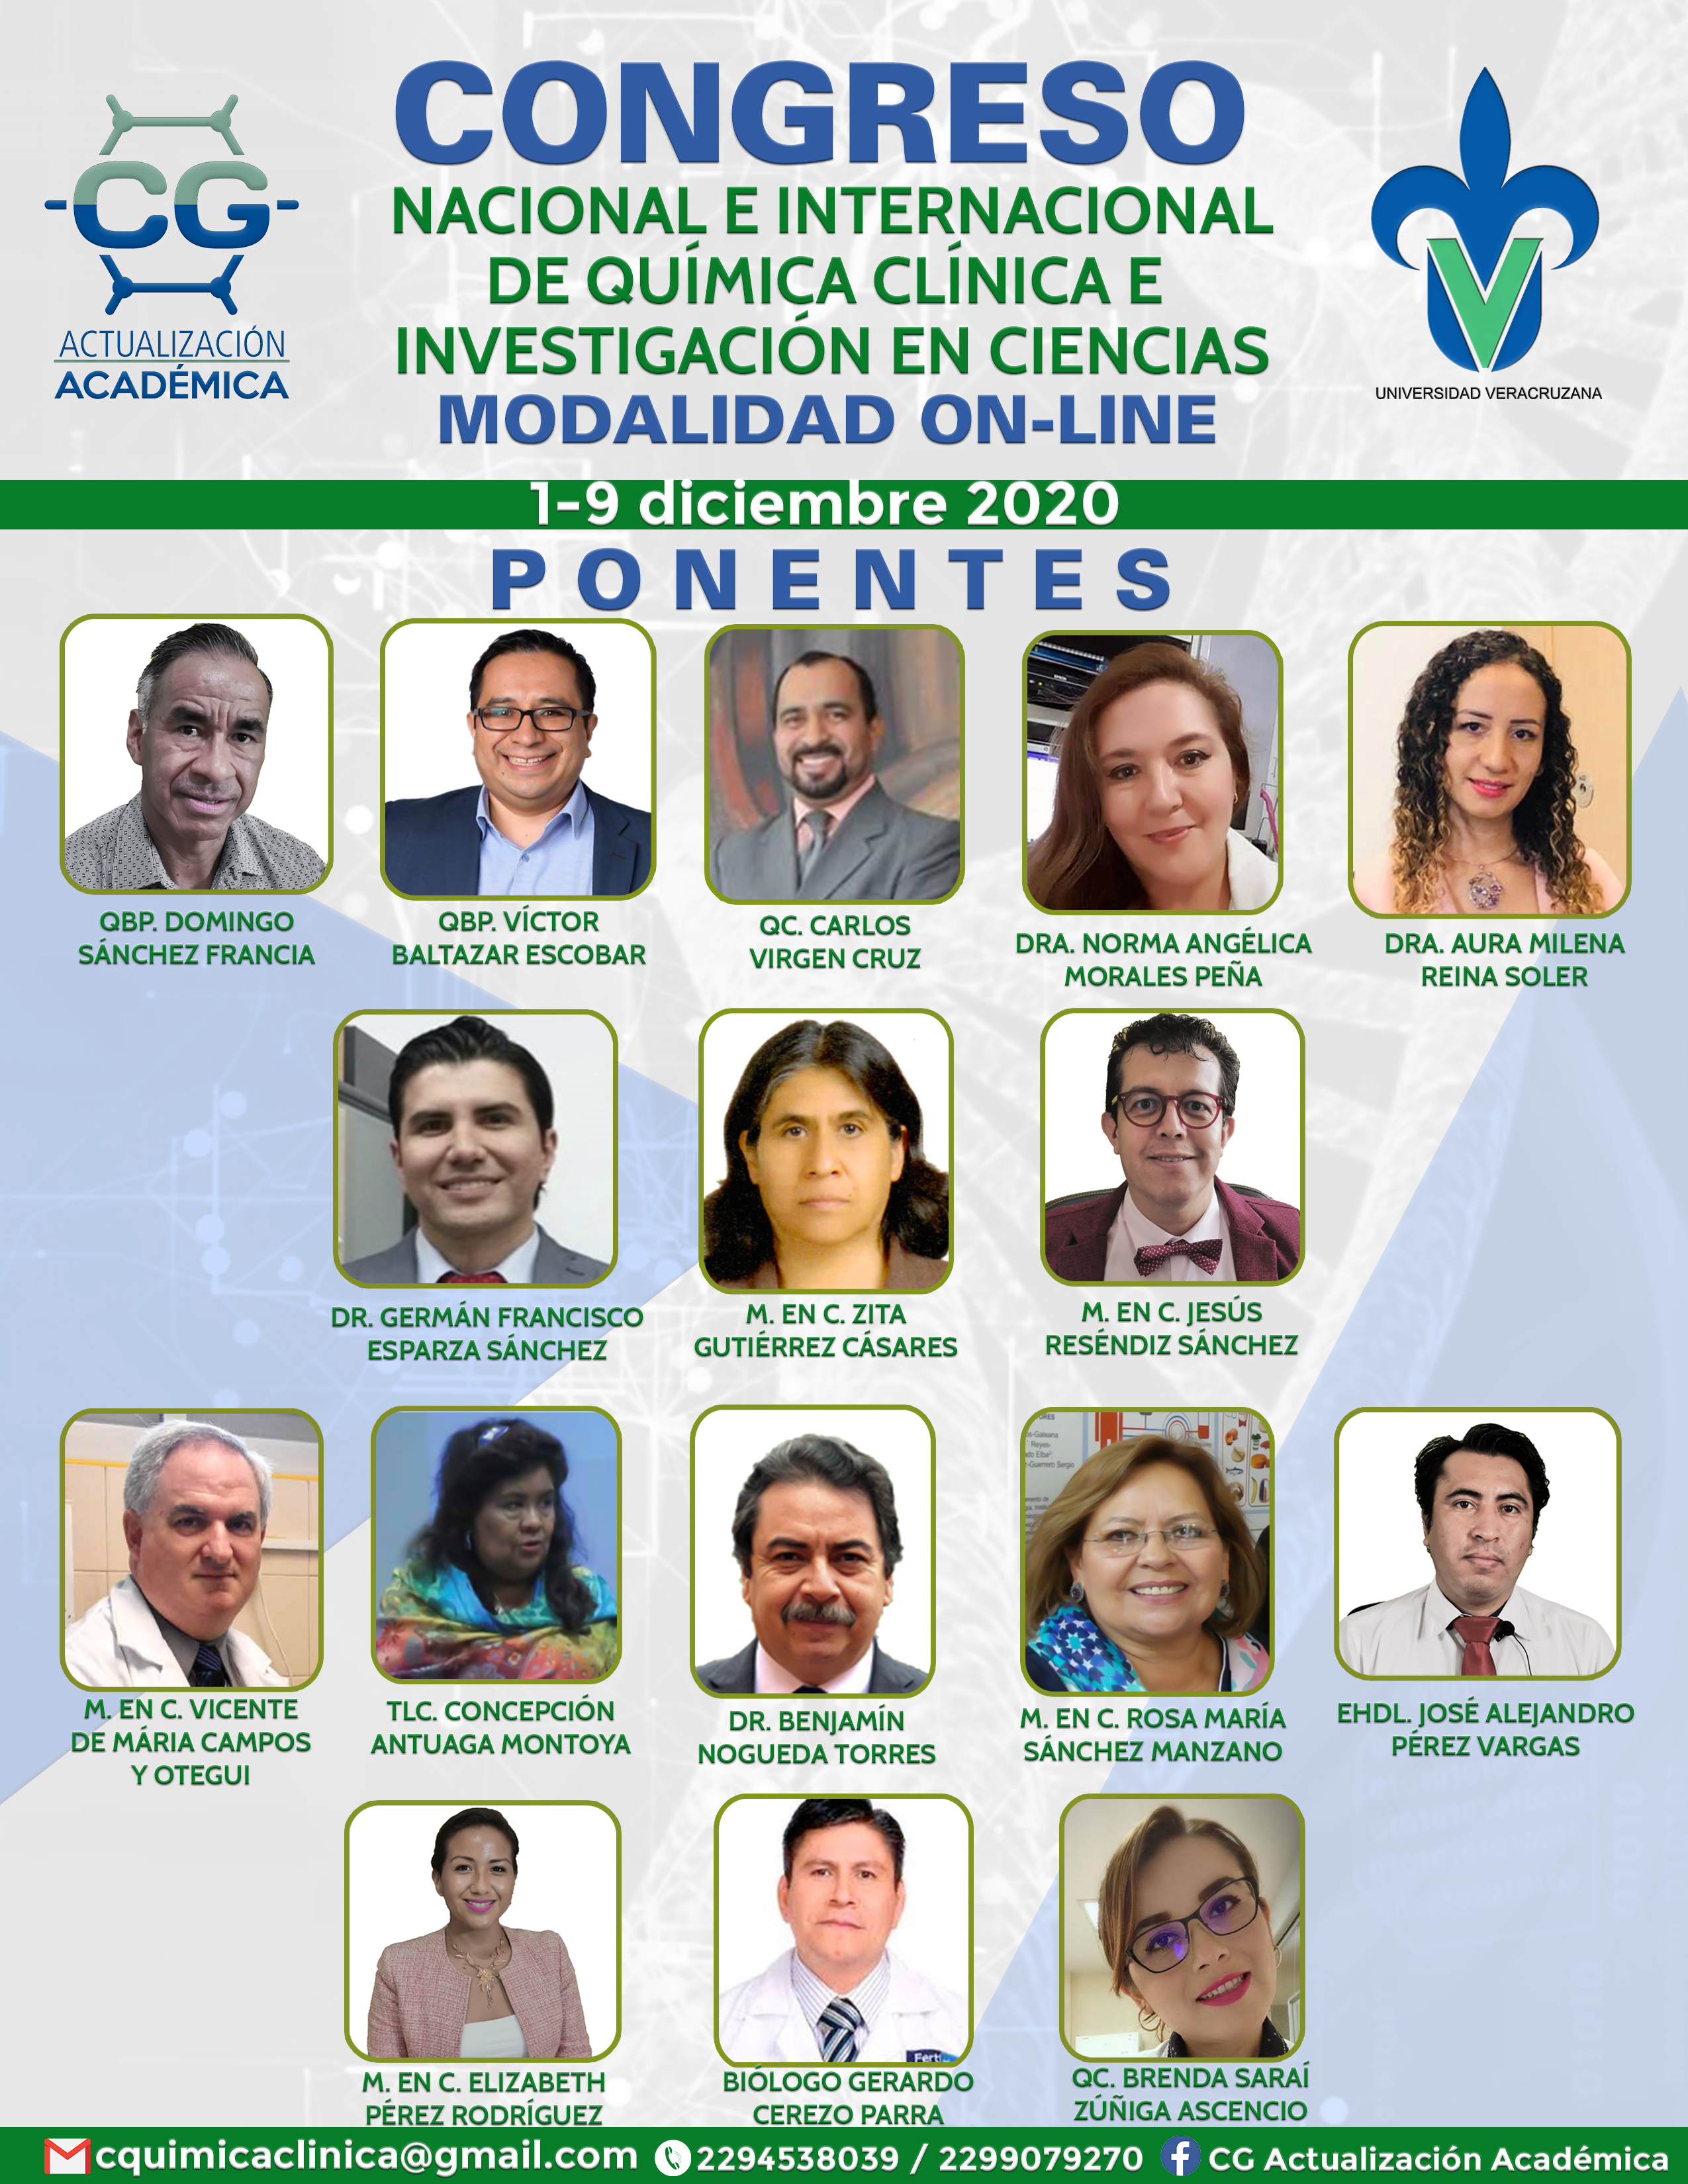 CG
ACTUALIZACIÓN
ACADÉMICA
CONGRESO
NACIONAL E INTERNACIONAL
DE QUÍMICA CLÍNICA E
INVESTIGACIÓN EN CIENCIAS
MODALIDAD ON-LINE
V
UNIVERSIDAD VERACRUZANA
1-9 diciembre 2020
PONENTES
QBP. DOMINGO
SÁNCHEZ FRANCIA
QBP. VÍCTOR
BALTAZAR ESCOBAR
QC. CARLOS
VIRGEN CRUZ
DRA. NORMA ANGÉLICA
MORALES PEÑA
DRA. AURA MILENA
REINA SOLER
DR. GERMÁN FRANCISCO
ESPARZA SÁNCHEZ
M. EN C. ZITA
GUTIÉRREZ CÁSARES
M. EN C. JESÚS
RESÉNDIZ SÁNCHEZ
M. EN C. VICENTE
DE MÁRIA CAMPOS
Y OTEGUI
TLC. CONCEPCIÓN
ANTUAGA MONTOYA
DR. BENJAMÍN
NOGUEDA TORRES
M. EN C. ROSA MARÍA
SÁNCHEZ MANZANO
EHDL. JOSÉ ALEJANDRO
PÉREZ VARGAS
M. EN C. ELIZABETH
PÉREZ RODRÍGUEZ
BIÓLOGO GERARDO
CEREZO PARRA
QC. BRENDA SARAÍ
ZÚÑIGA ASCENCIO
cquimicaclinica@gmail.com 2294538039 / 2299079270 CG Actualización Académica